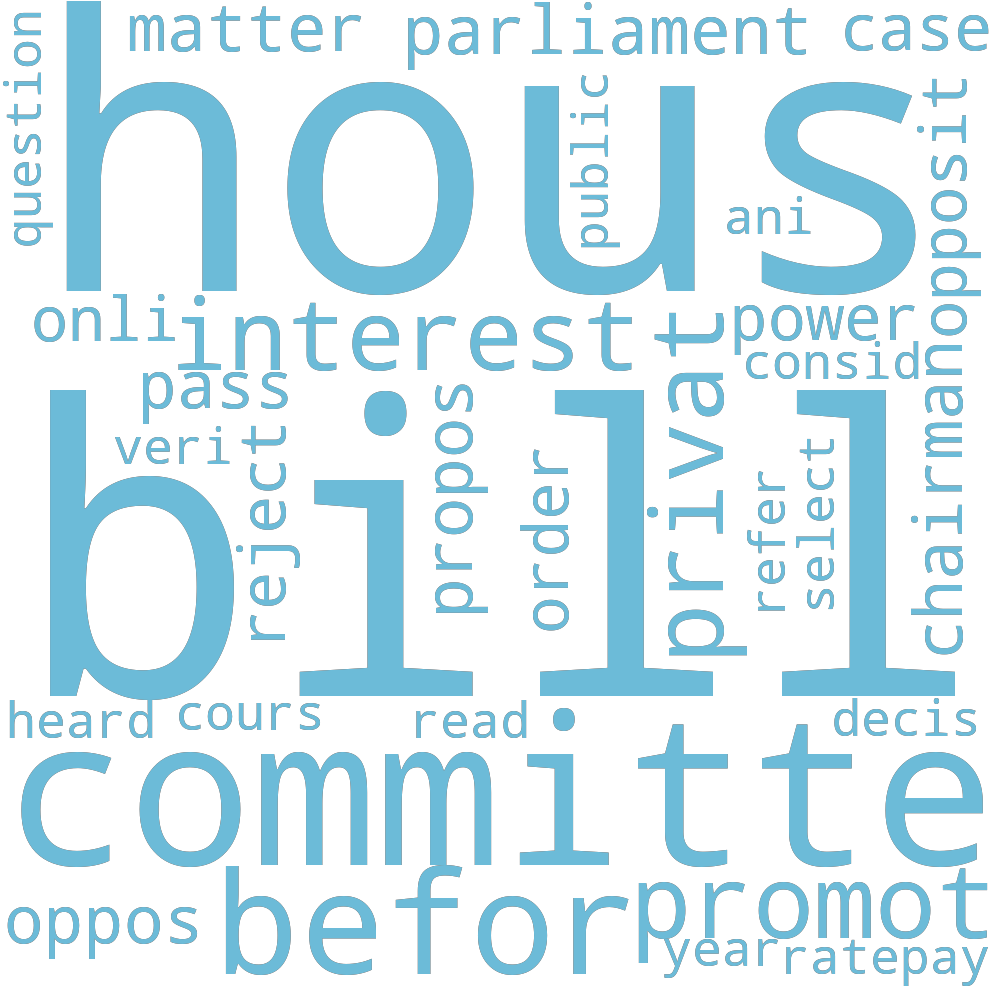 question
matter
parliament
case
hous
public
opposit
ani
onli
interest
privat
power
consid
pass
veri
reject
bill
propos
order
refer
select
chairman
heard
cours
read
decis
committe
oppos
befor
promot
year
ratepay